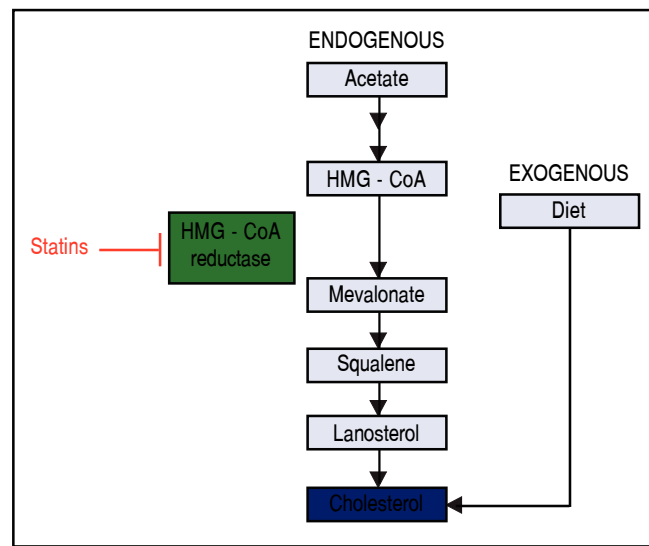 ENDOGENOUS
Acetate
HMG - CoA
EXOGENOUS
Diet
Statins
HMG - CoA
reductase
Mevalonate
Squalene
Lanosterol
Cholesterol